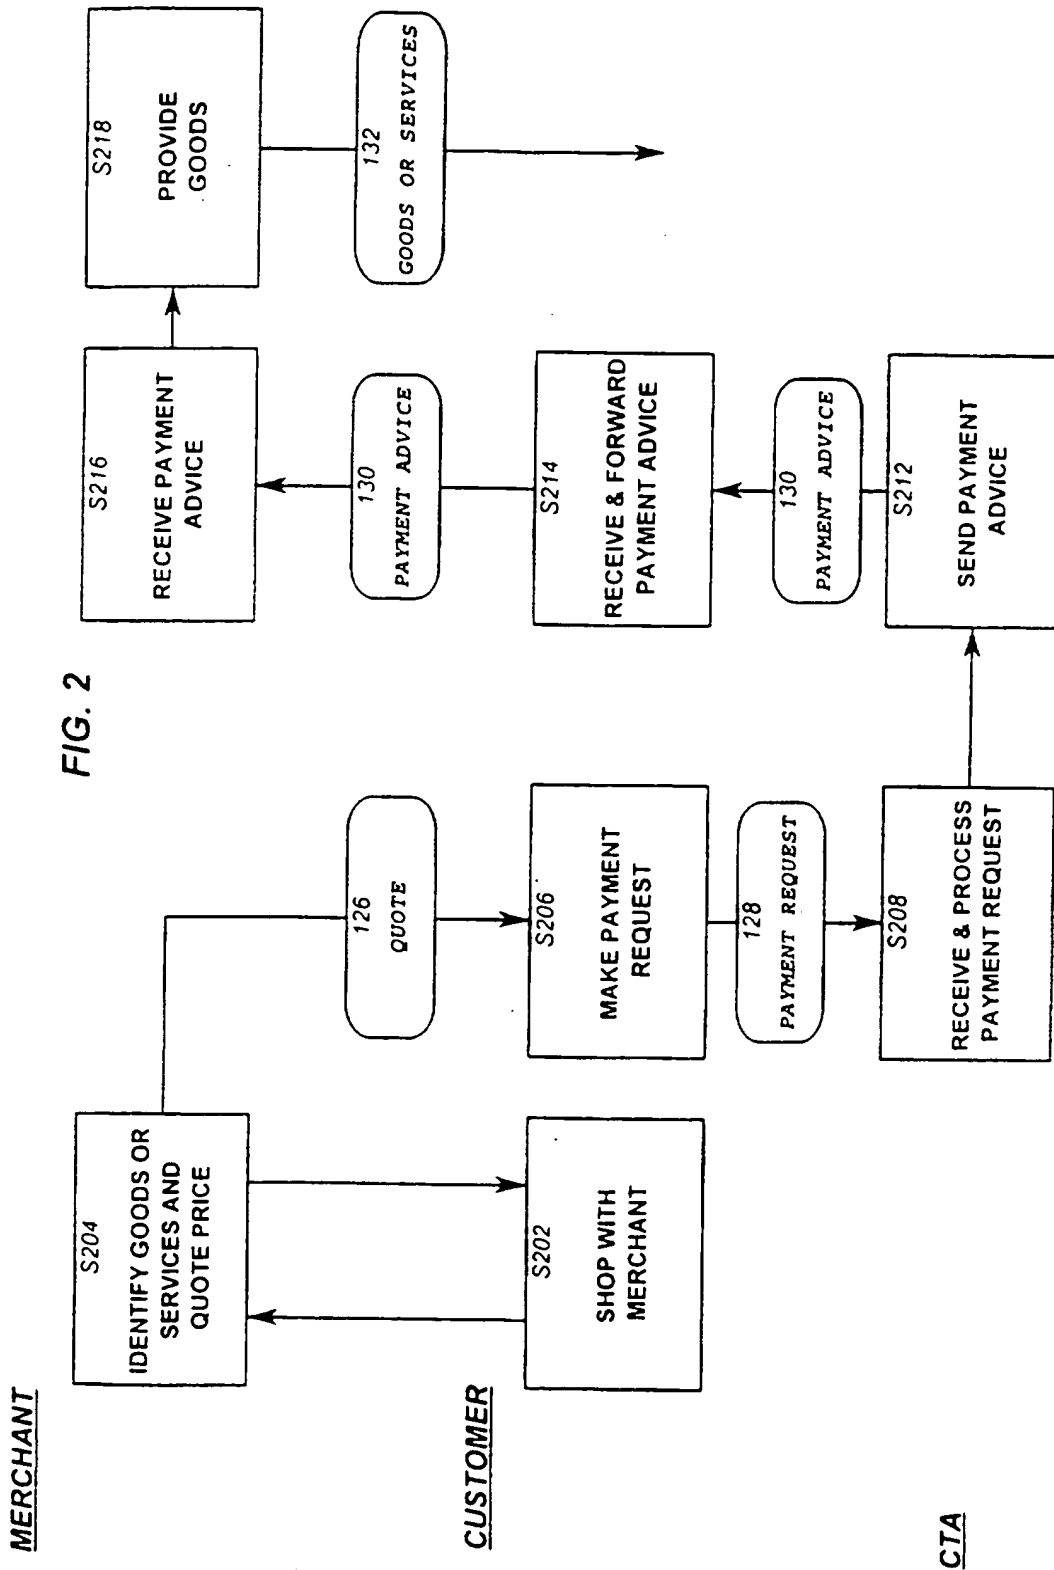 FIG. 2
MERCHANT
S204
IDENTIFY GOODS OR
SERVICES AND
QUOTE PRICE
S216
RECEIVE PAYMENT
ADVICE
S218
PROVIDE
GOODS
126
QUOTE
130
PAYMENT ADVICE
132
GOODS OR SERVICES
CUSTOMER
S202
SHOP WITH
MERCHANT
S206
MAKE PAYMENT
REQUEST
S214
RECEIVE & FORWARD
PAYMENT ADVICE
128
PAYMENT REQUEST
130
PAYMENT ADVICE
CTA
S208
RECEIVE & PROCESS
PAYMENT REQUEST
S212
SEND PAYMENT
ADVICE